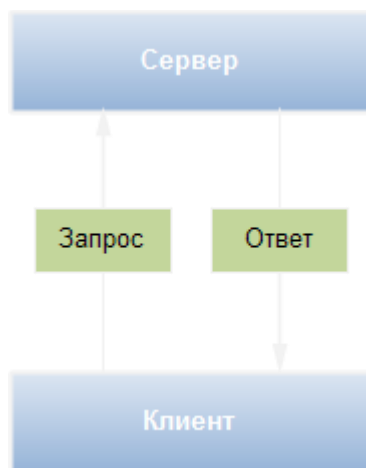 Сервер
Запрос
Ответ
Клиент